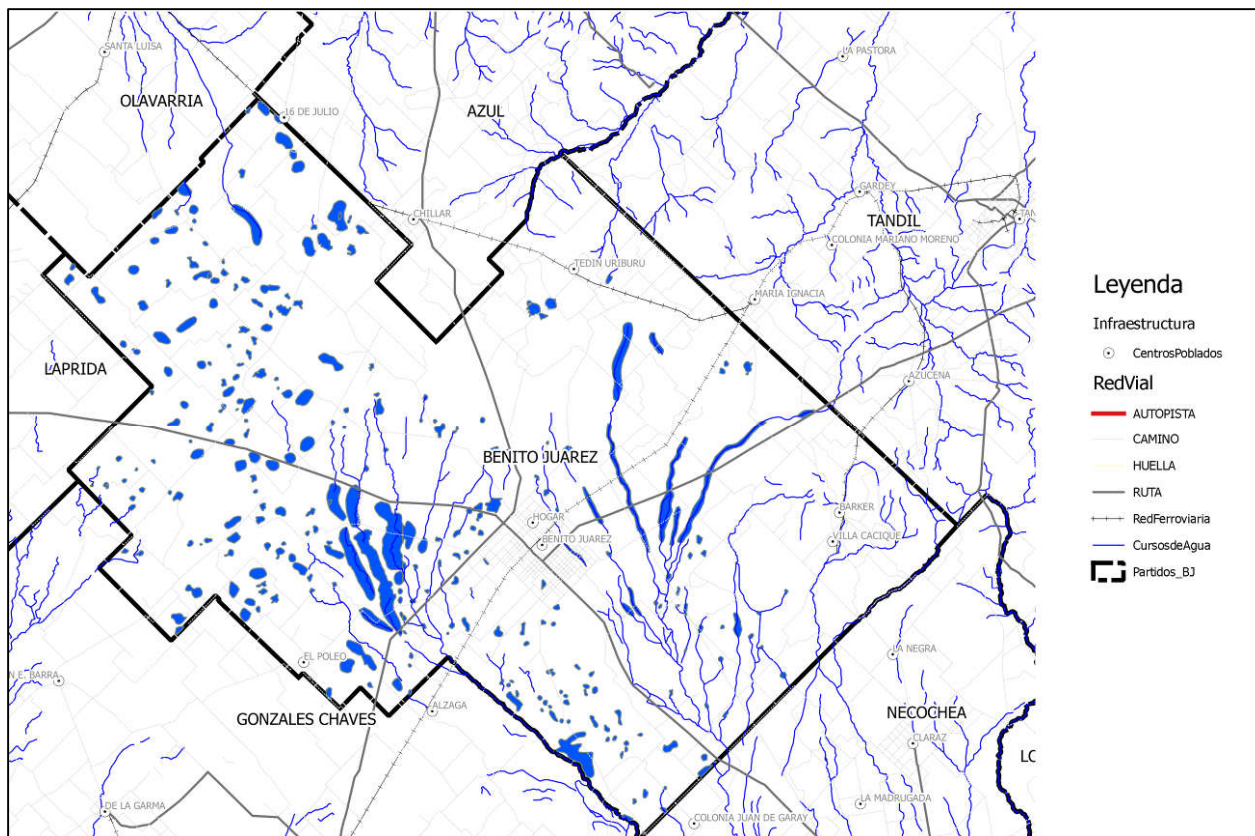 SANTA LUISA
LA PASTORA
OLAVARRIA
16 DE JULIO
AZUL
GARDEY
CHILLAR
TANDIL
TAN
COLONIA MARIANO MORENO
TEDIN URIBURU
MARIA IGNACIA
LAPRIDA
AZUCENA
BENITO JUAREZ
HOGAR
BENITO JUAREZ
BARKER
VILLA CACIQUE
EL POLEO
LA NEGRA
N E. BARRA
GONZALES CHAVES
ALZAGA
NECOCHEA
CLARAZ
LO
DE LA GARMA
LA MADRUGADA
COLONIA JUAN DE GARAY
Leyenda
Infraestructura
CentrosPoblados
RedVial
AUTOPISTA
CAMINO
HUELLA
RUTA
RedFerroviaria
CursosdeAgua
Partidos_BJ